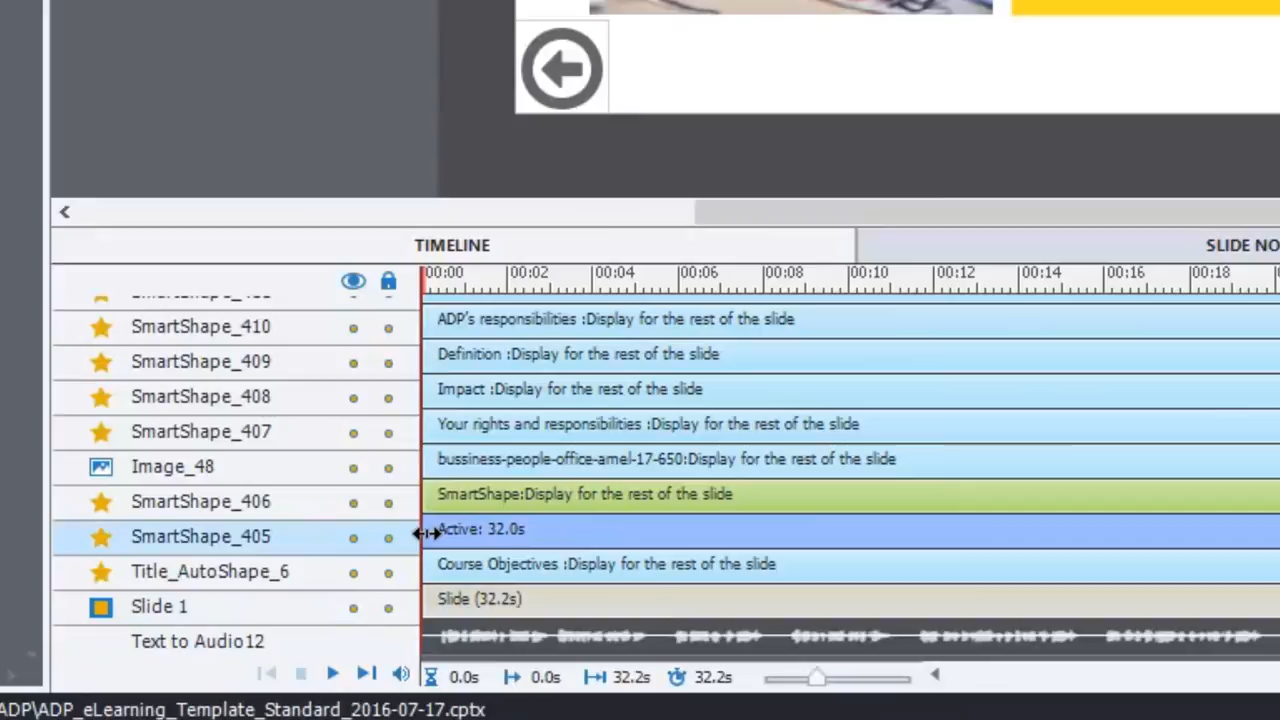 TIMELINE
SLIDE NO
00:00 00:02 00:04 00:06 00:08 00:10 00:12 00:14 00:16 00:18
SmartShape_410 ADP's responsibilities :Display for the rest of the slide
SmartShape_409 Definition :Display for the rest of the slide
SmartShape_408 Impact :Display for the rest of the slide
SmartShape_407 Your rights and responsibilities :Display for the rest of the slide
Image_48 bussiness-people-office-amel-17-650:Display for the rest of the slide
SmartShape_406 SmartShape:Display for the rest of the slide
SmartShape_405 Active: 32.0s
Title_AutoShape_6 Course Objectives :Display for the rest of the slide
Slide 1 Slide (32.2s)
Text to Audio12
0.0s 0.0s 32.2s 32.2s
ADP\ADP_eLearning_Template_Standard_2016-07-17.cptx